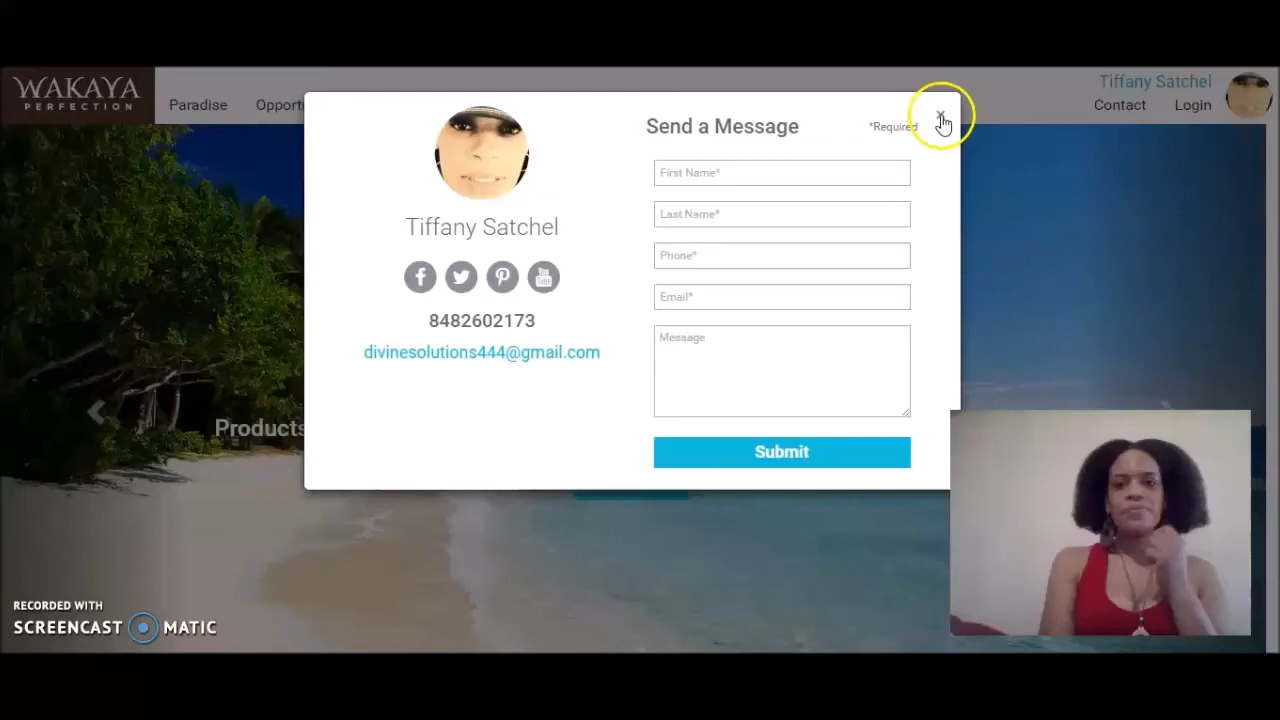 WAKAYA
PERFECTION
Paradise
Opport
Tiffany Satchel
Contact
Login
Send a Message
*Required
First Name*
Last Name*
Phone*
Email*
Message
Submit
Tiffany Satchel
8482602173
divinesolutions444@gmail.com
Products
RECORDED WITH
SCREENCAST MATIC